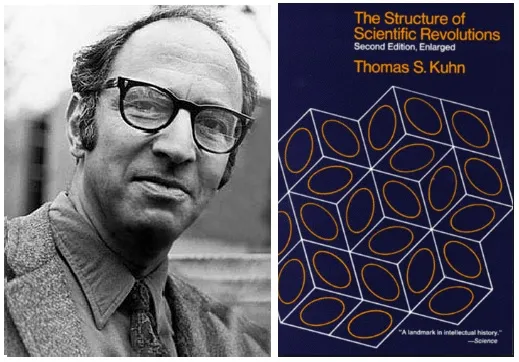 The Structure of
Scientific Revolutions
Second Edition, Enlarged
Thomas S. Kuhn
"A landmark in intellectual history."
—Science